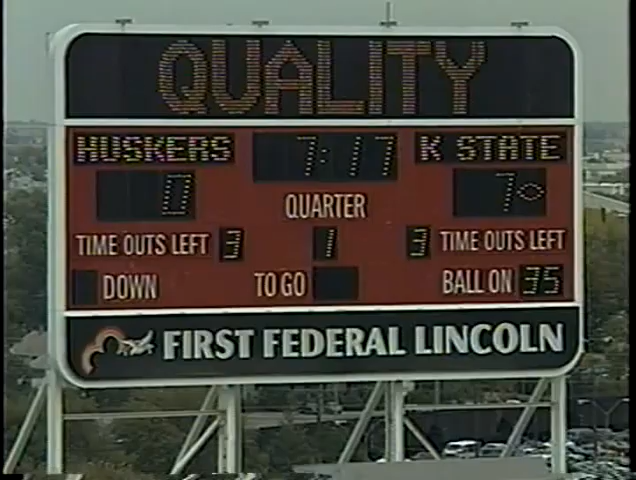 QUALITY
HUSKERS 7:17 K STATE
0 QUARTER 7
TIME OUTS LEFT 3 1 3 TIME OUTS LEFT
DOWN TO GO BALL ON 35
FIRST FEDERAL LINCOLN